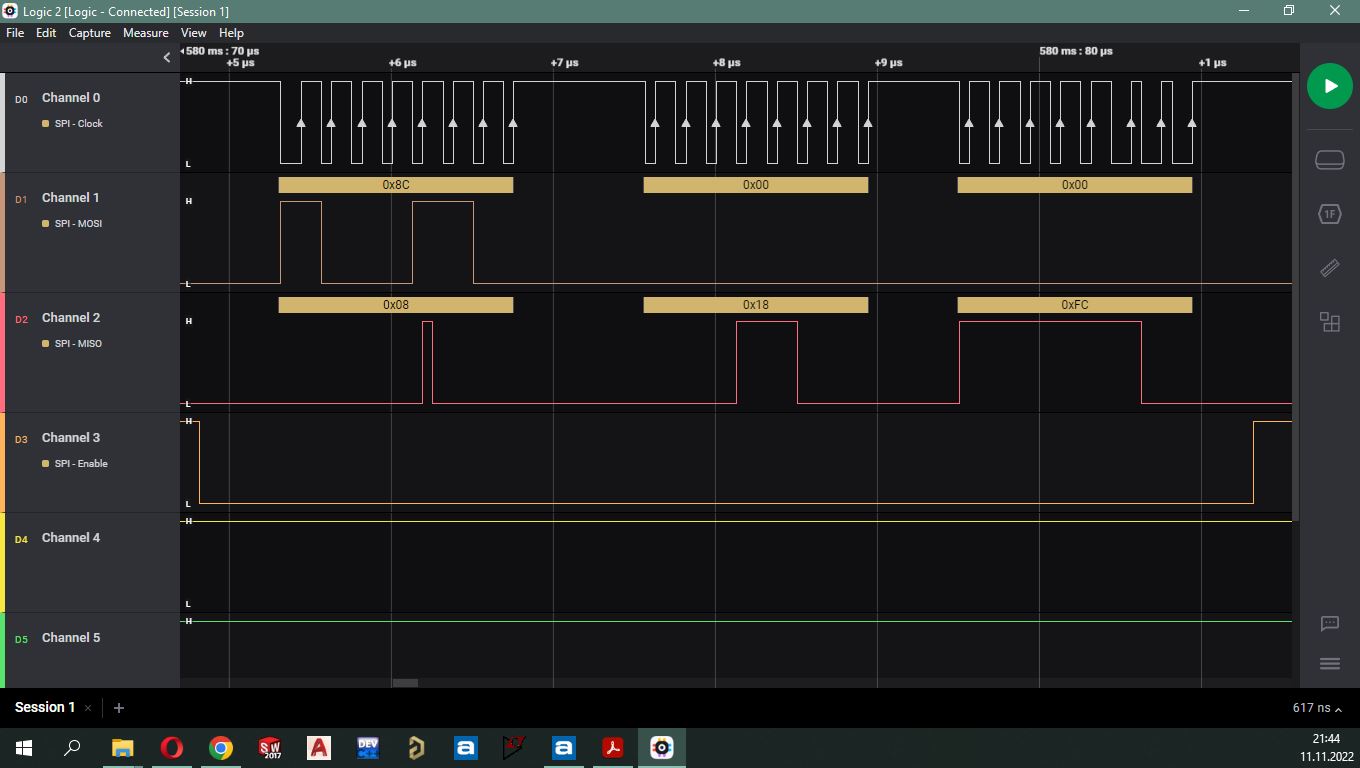 Logic 2 [Logic - Connected] [Session 1]
File Edit Capture Measure View Help
580 ms : 70 µs 580 ms : 80 µs
+5 µs +6 µs +7 µs +8 µs +9 µs +1 µs
H
D0 Channel 0
SPI - Clock
L
0x8C 0x00 0x00
D1 Channel 1 H
SPI - MOSI
L
0x08 0x18 0xFC
D2 Channel 2 H
SPI - MISO
L
H
D3 Channel 3
SPI - Enable
L
H
D4 Channel 4
L
H
D5 Channel 5
1F
Session 1 × + 617 ns
SW 2017 A DEV a a
21:44
11.11.2022